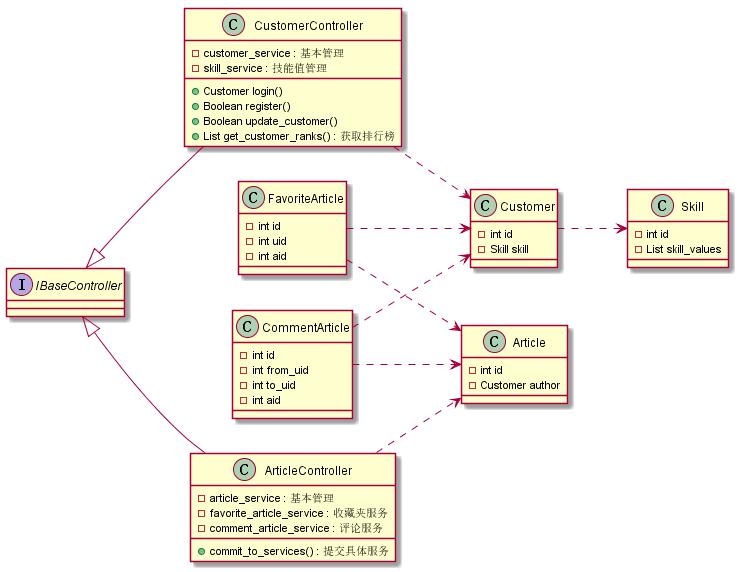 C CustomerController
customer_service : 基本管理
skill_service : 技能值管理
Customer login()
Boolean register()
Boolean update_customer()
List get_customer_ranks() : 获取排行榜
C FavoriteArticle
int id
int uid
int aid
C Customer
int id
Skill skill
C Skill
int id
List skill_values
I IBaseController
C CommentArticle
int id
int from_uid
int to_uid
int aid
C Article
int id
Customer author
C ArticleController
article_service : 基本管理
favorite_article_service : 收藏夹服务
comment_article_service : 评论服务
commit_to_services() : 提交具体服务